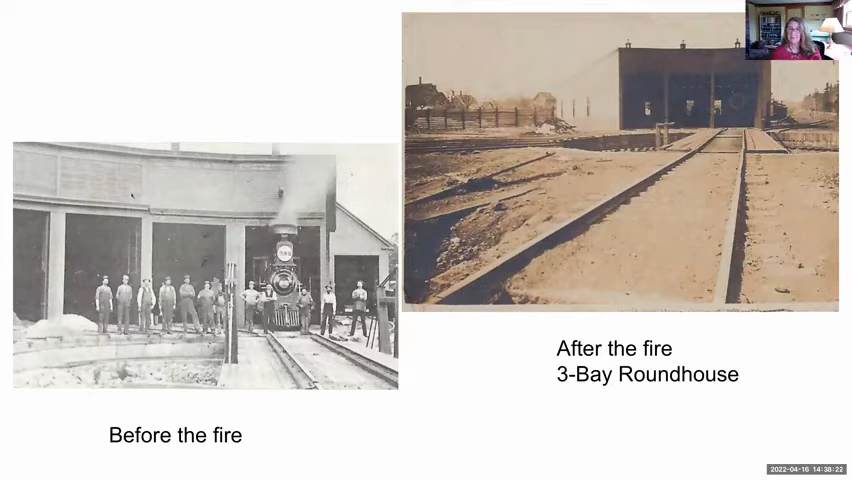 After the fire
3-Bay Roundhouse
Before the fire
2022-04-16 14:38:22